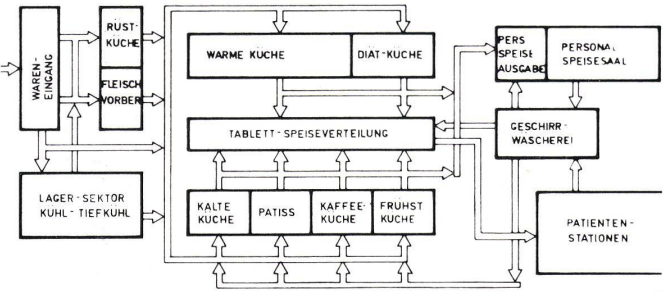 WAREN-
EINGANG
RÜST-
KÜCHE
FLEISCH
VORBER
LAGER-SEKTOR
KÜHL-TIEFKÜHL
WARME KÜCHE
DIÄT-KÜCHE
TABLETT-SPEISEVERTEILUNG
KALTE
KÜCHE
PATISS
KAFFEE-
KÜCHE
FRÜHST
KÜCHE
PERS
SPEISE
AUSGABE
PERSONAL
SPEISESAAL
GESCHIRR-
WÄSCHEREI
PATIENTEN-
STATIONEN